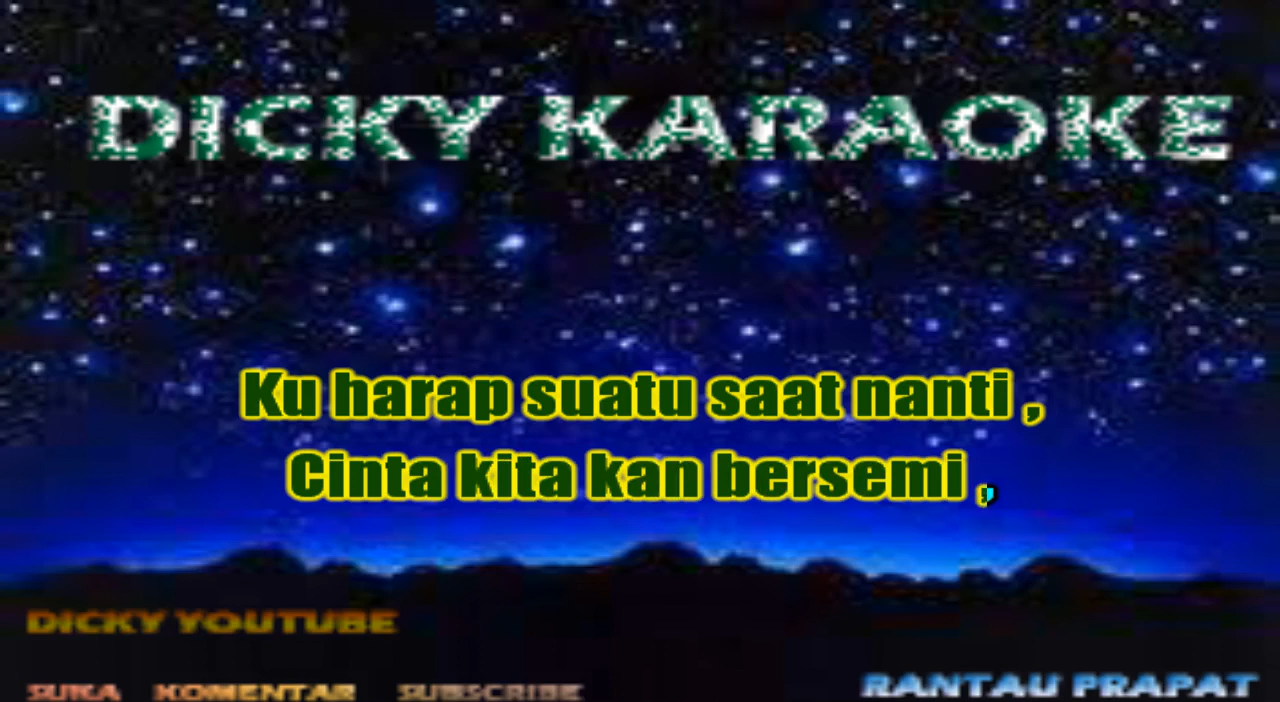 DICKY KARAOKE
Ku harap suatu saat nanti ,
Cinta kita kan bersemi ,
DICKY YOUTUBE
SUKA KOMENTAR SUBSCRIBE
RANTAU PRAPAT